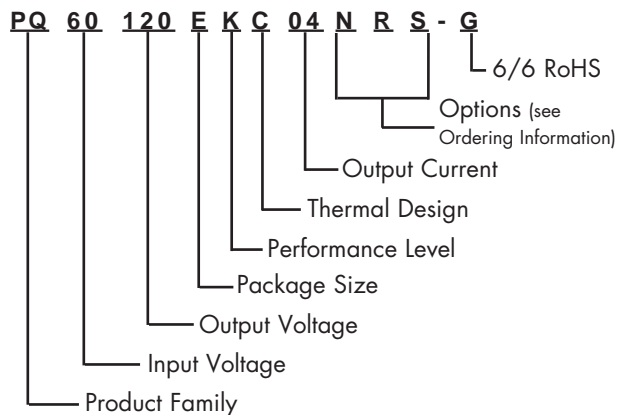 PQ 60 120 E K C 04 N R S - G
6/6 RoHS
Options (see
Ordering Information)
Output Current
Thermal Design
Performance Level
Package Size
Output Voltage
Input Voltage
Product Family